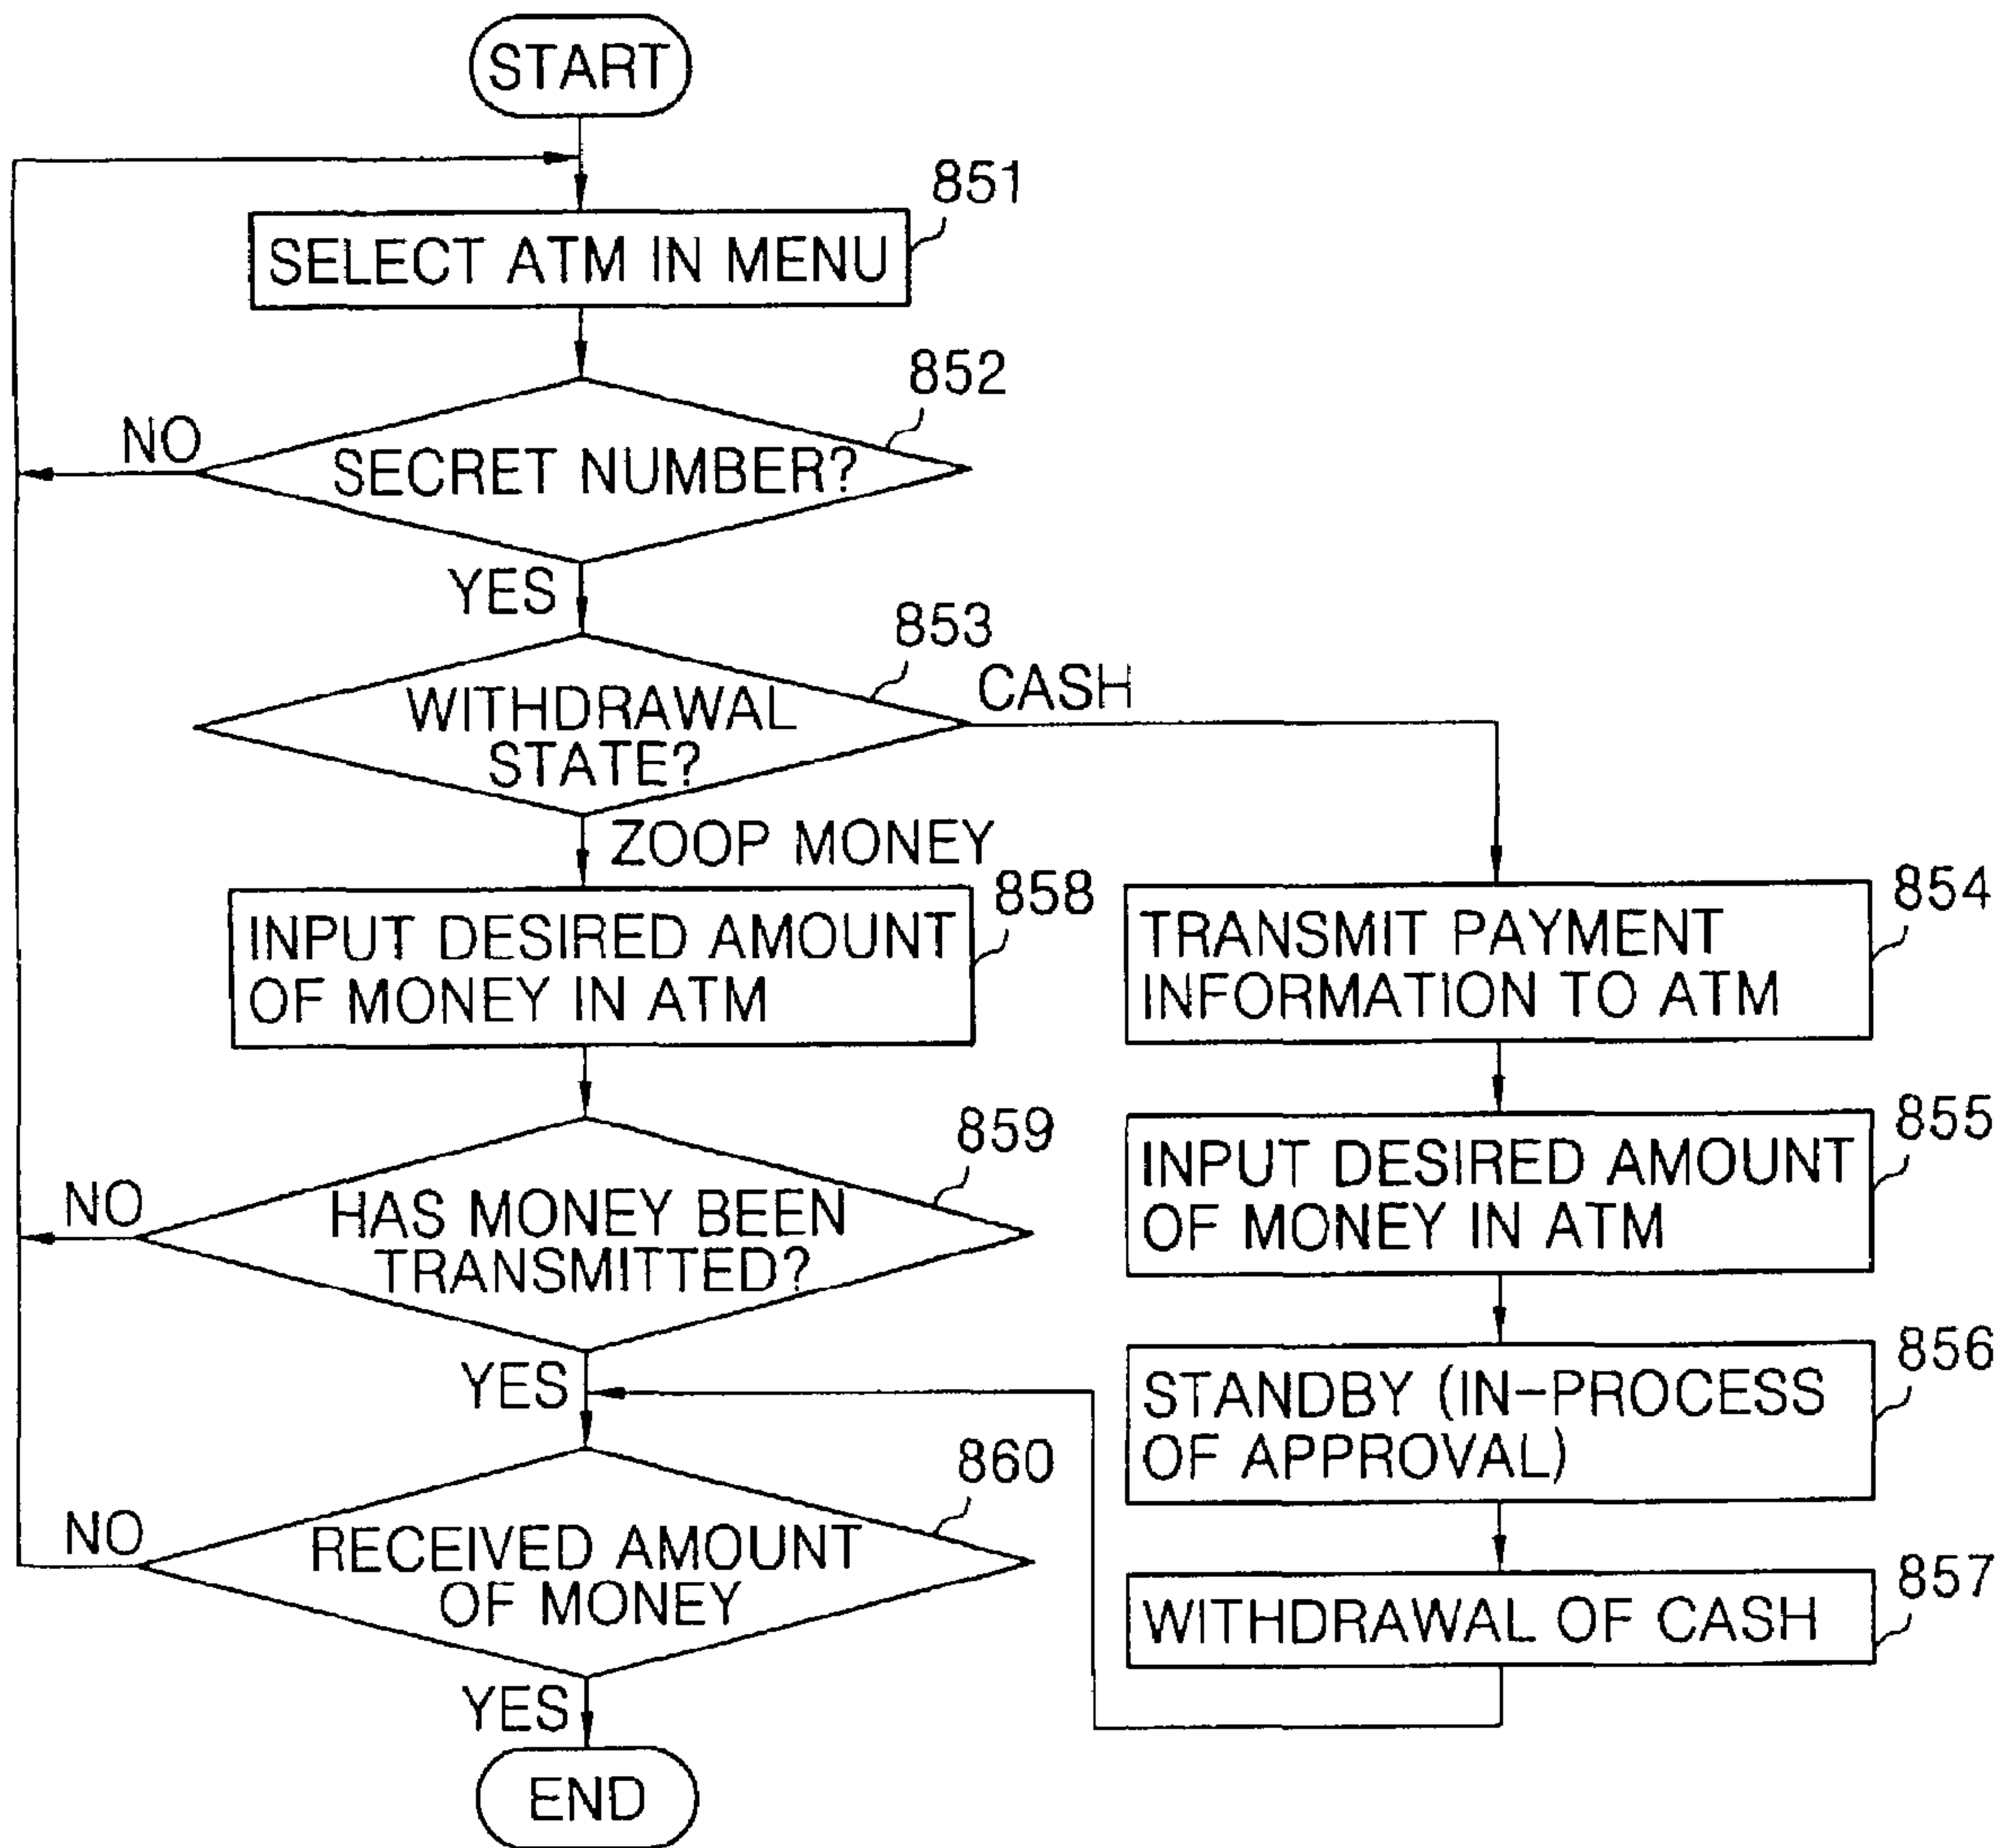 START
851
SELECT ATM IN MENU
852
NO
SECRET NUMBER?
YES
853
CASH
WITHDRAWAL
STATE?
ZOOP MONEY
858
INPUT DESIRED AMOUNT
OF MONEY IN ATM
854
TRANSMIT PAYMENT
INFORMATION TO ATM
859
NO
HAS MONEY BEEN
TRANSMITTED?
855
INPUT DESIRED AMOUNT
OF MONEY IN ATM
YES
856
STANDBY (IN-PROCESS
OF APPROVAL)
860
NO
RECEIVED AMOUNT
OF MONEY
857
WITHDRAWAL OF CASH
YES
END